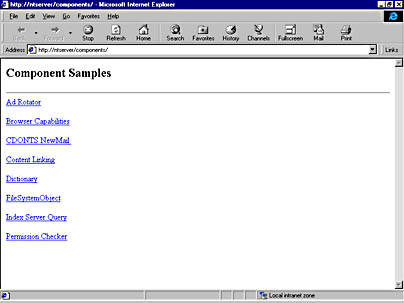 http://ntserver/components/ - Microsoft Internet Explorer
File Edit View Go Favorites Help
Back Forward Stop Refresh Home Search Favorites History Channels Fullscreen Mail Print
Address http://ntserver/components/ Links
Component Samples
Ad Rotator
Browser Capabilities
CDONTS NewMail
Content Linking
Dictionary
FileSystemObject
Index Server Query
Permission Checker
Local intranet zone